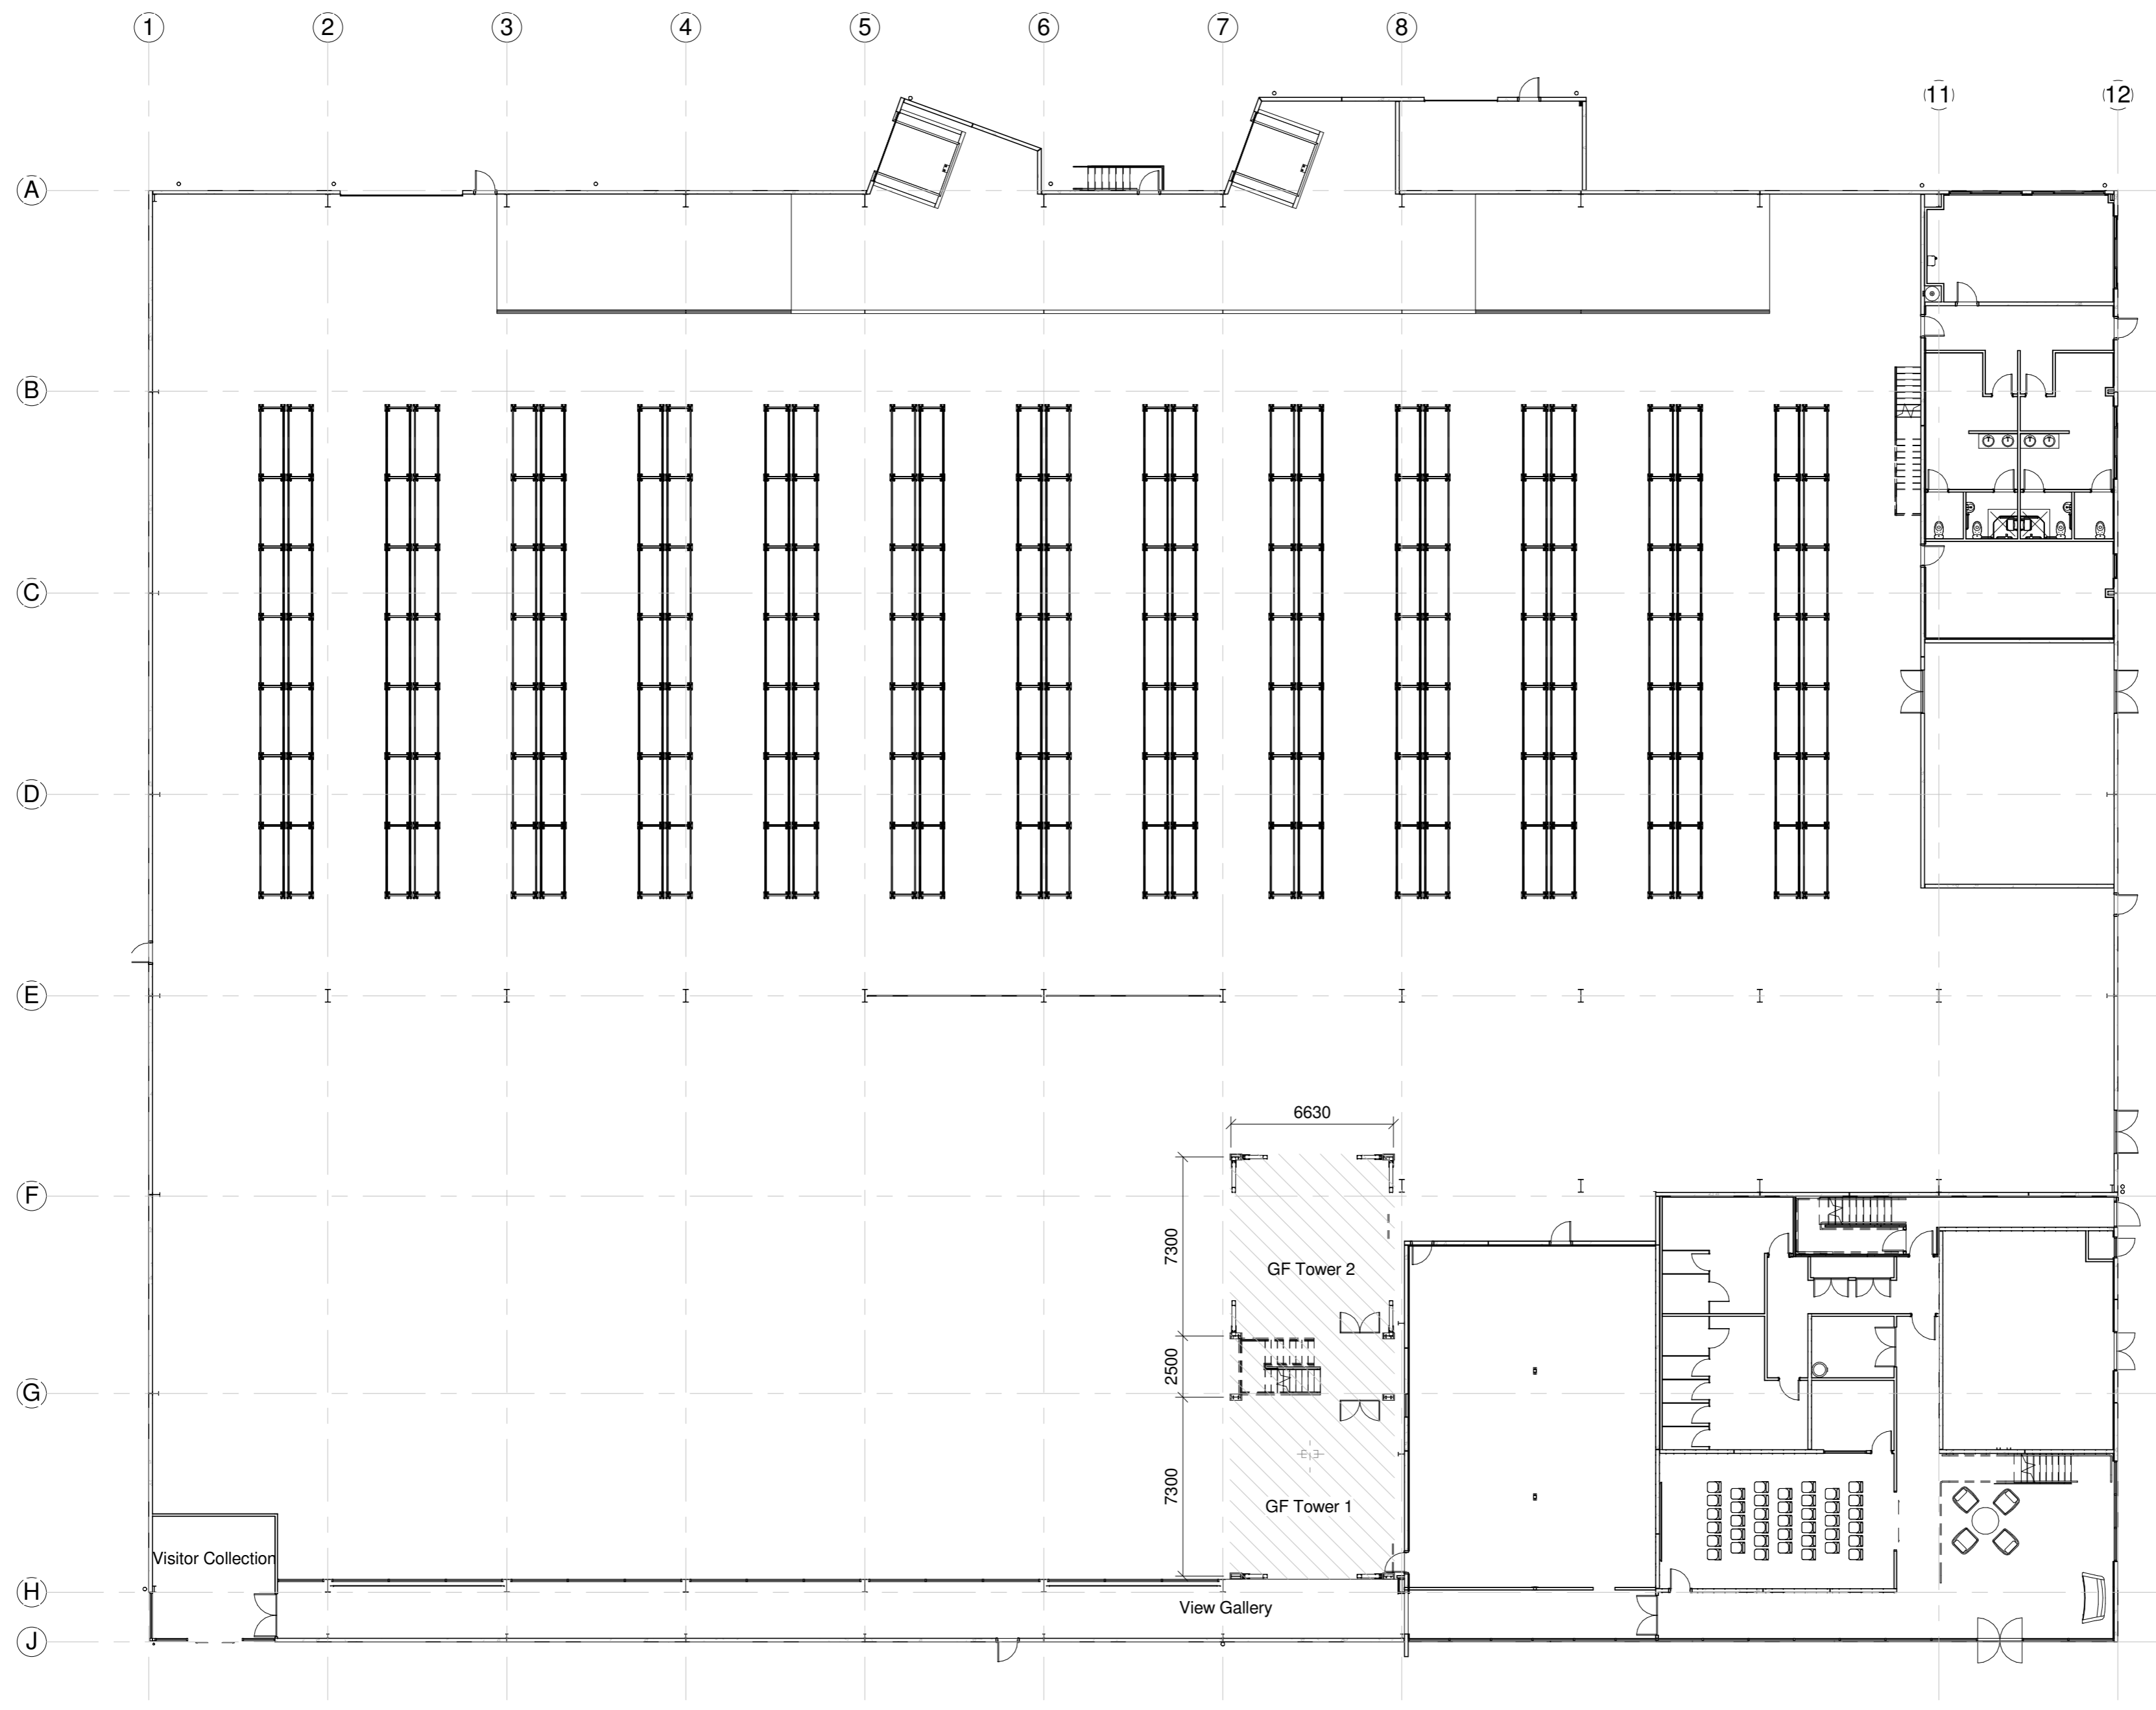 1
2
3
4
5
6
7
8
11
12
A
B
C
D
E
6630
F
7300
GF Tower 2
2500
G
7300
GF Tower 1
Visitor Collection
H
View Gallery
J